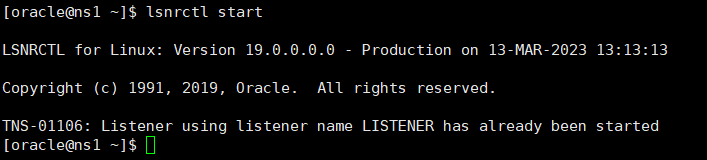 [oracle@ns1 ~]$ lsnrctl start
LSNRCTL for Linux: Version 19.0.0.0.0 - Production on 13-MAR-2023 13:13:13
Copyright (c) 1991, 2019, Oracle.  All rights reserved.
TNS-01106: Listener using listener name LISTENER has already been started
[oracle@ns1 ~]$